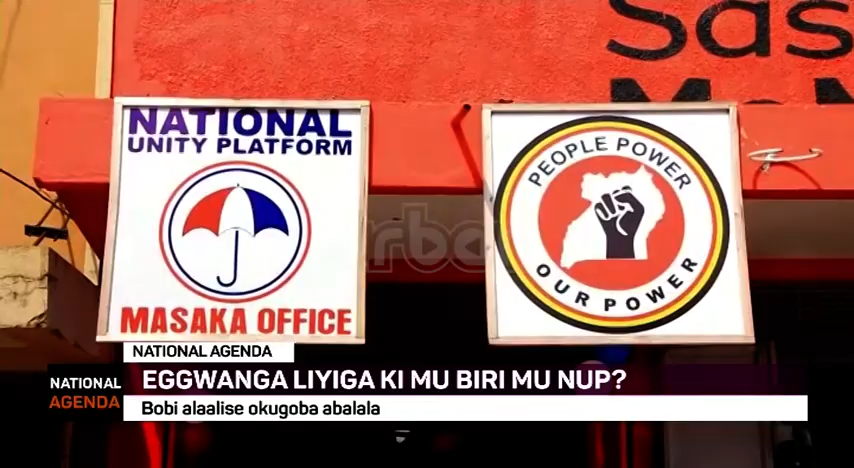 Sas
NATIONAL
UNITY PLATFORM
MASAKA OFFICE
PEOPLE POWER
OUR POWER
NATIONAL AGENDA
NATIONAL
AGENDA
EGGWANGA LIYIGA KI MU BIRI MU NUP?
Bobi alaalise okugoba abalala